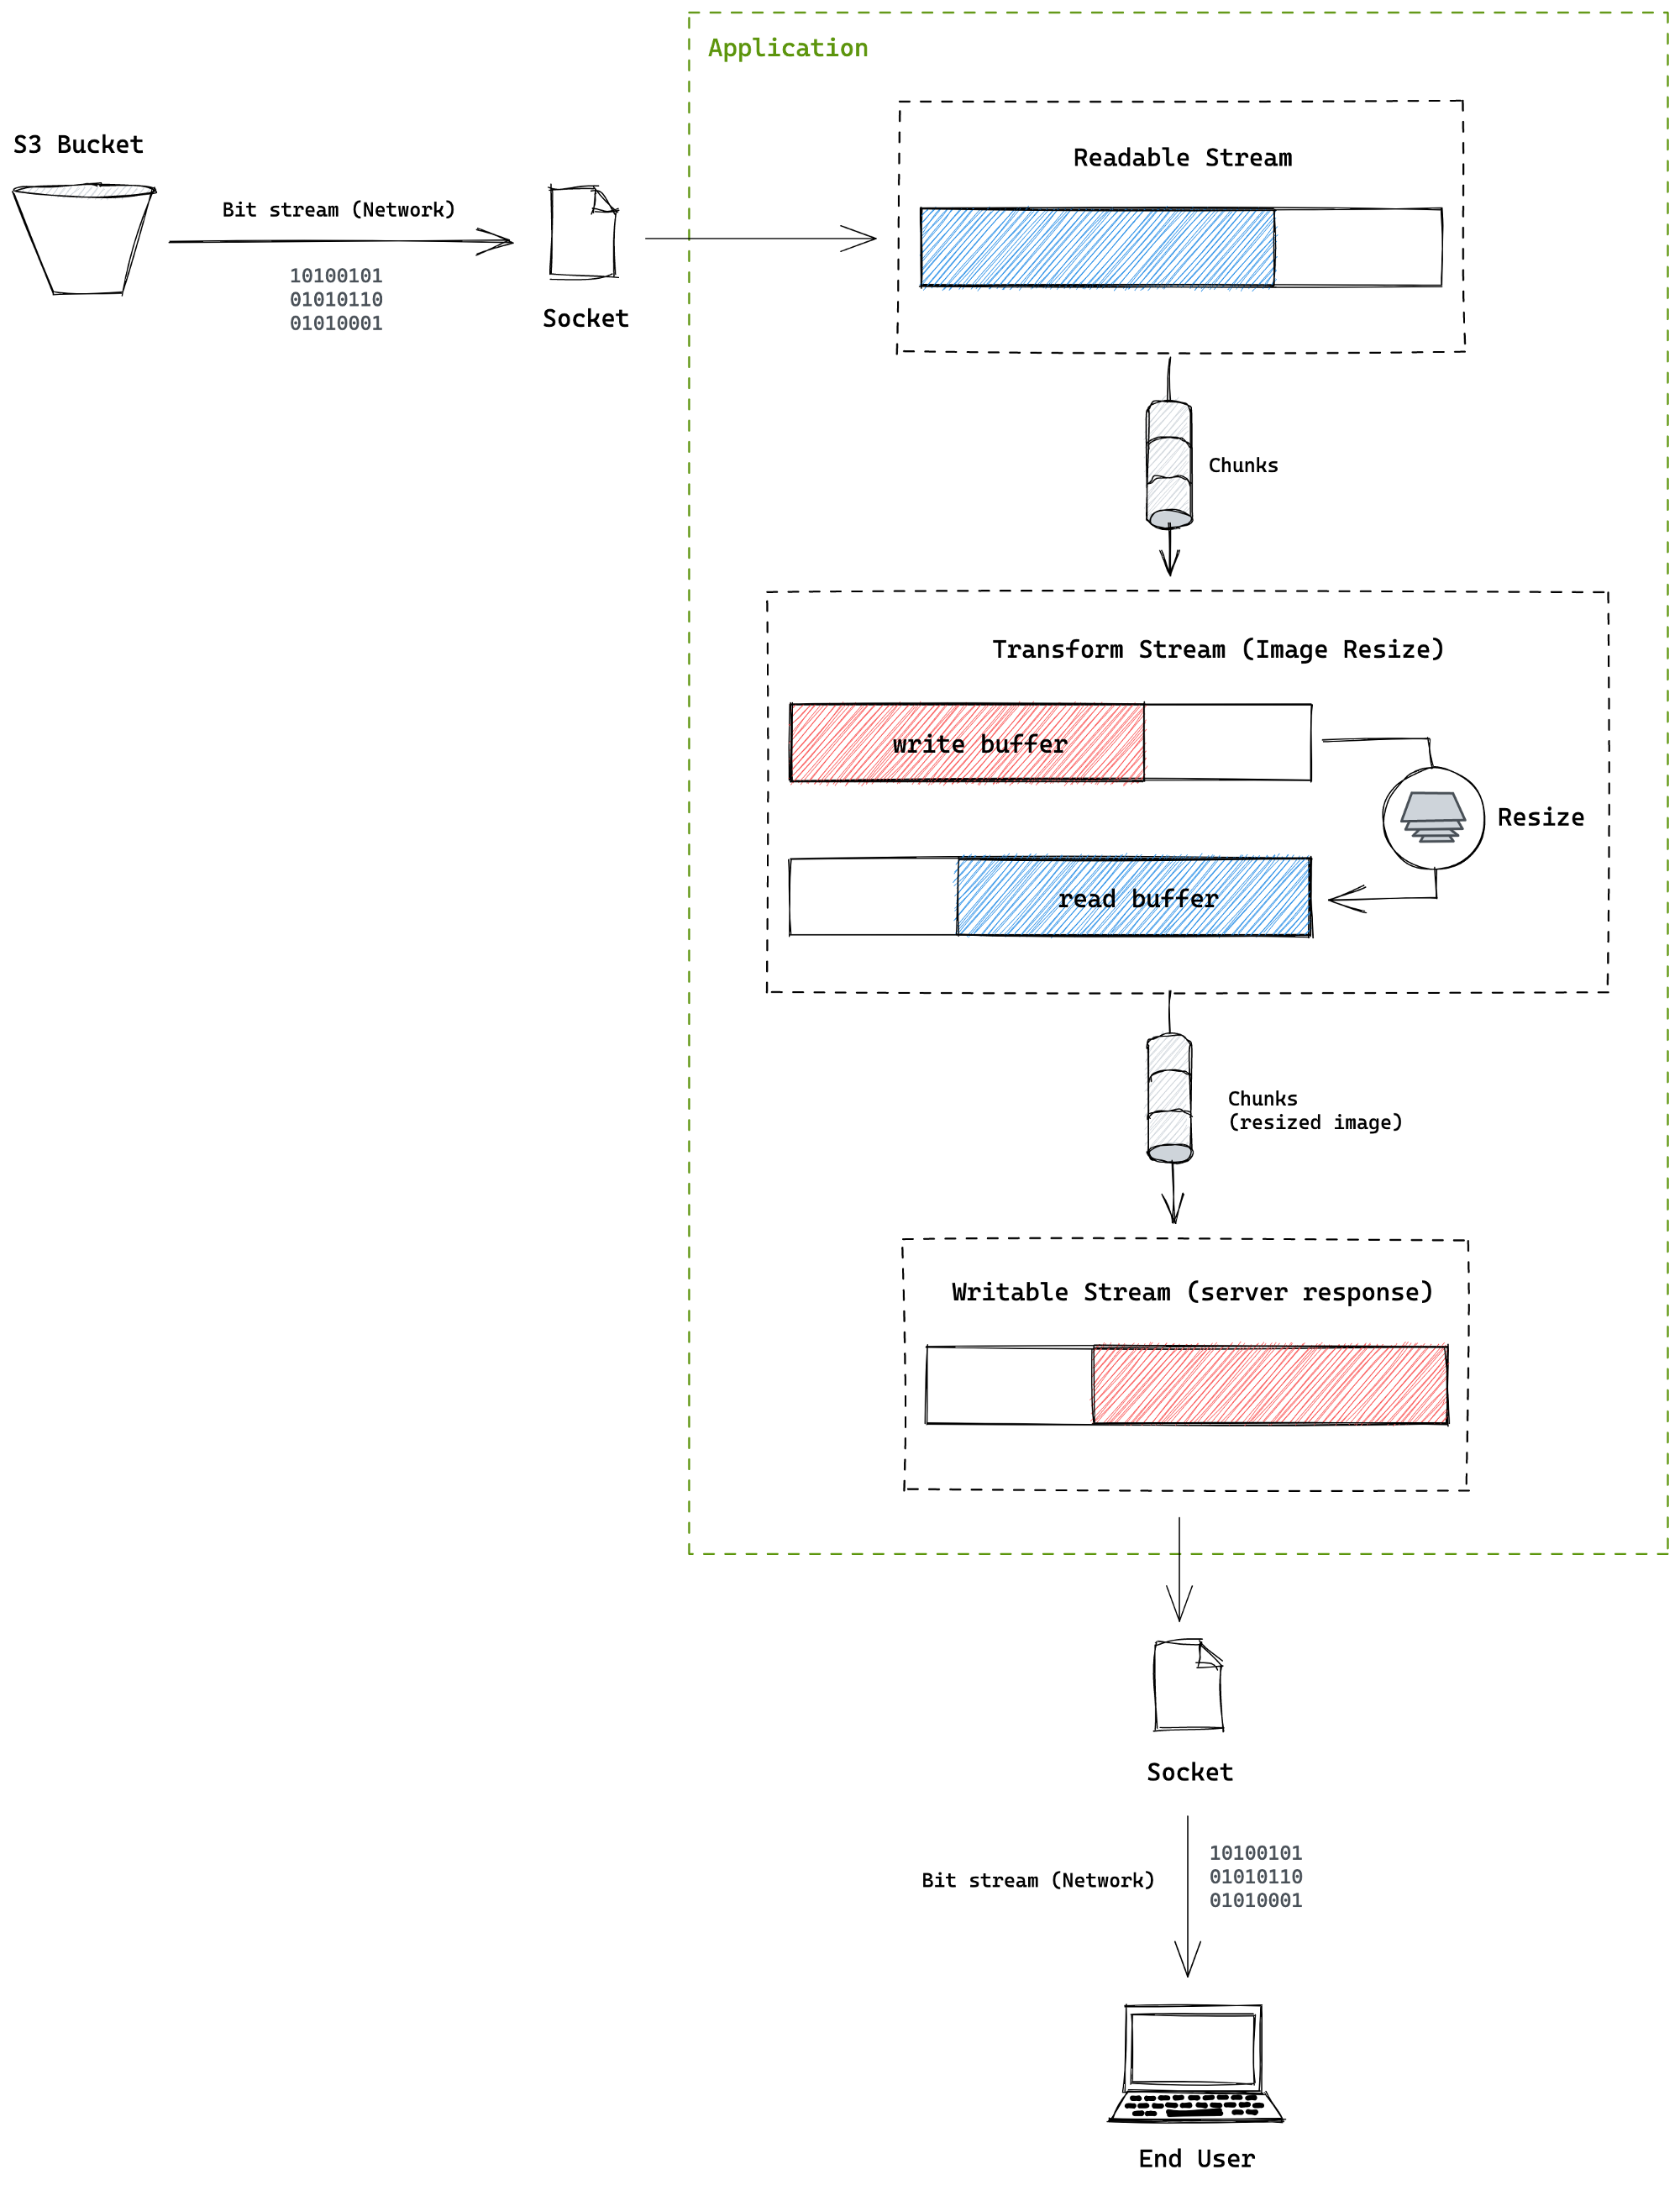 Application
S3 Bucket
Bit stream (Network)
10100101
01010110
01010001
Socket
Readable Stream
Chunks
Transform Stream (Image Resize)
write buffer
Resize
read buffer
Chunks
(resized image)
Writable Stream (server response)
Socket
Bit stream (Network)
10100101
01010110
01010001
End User